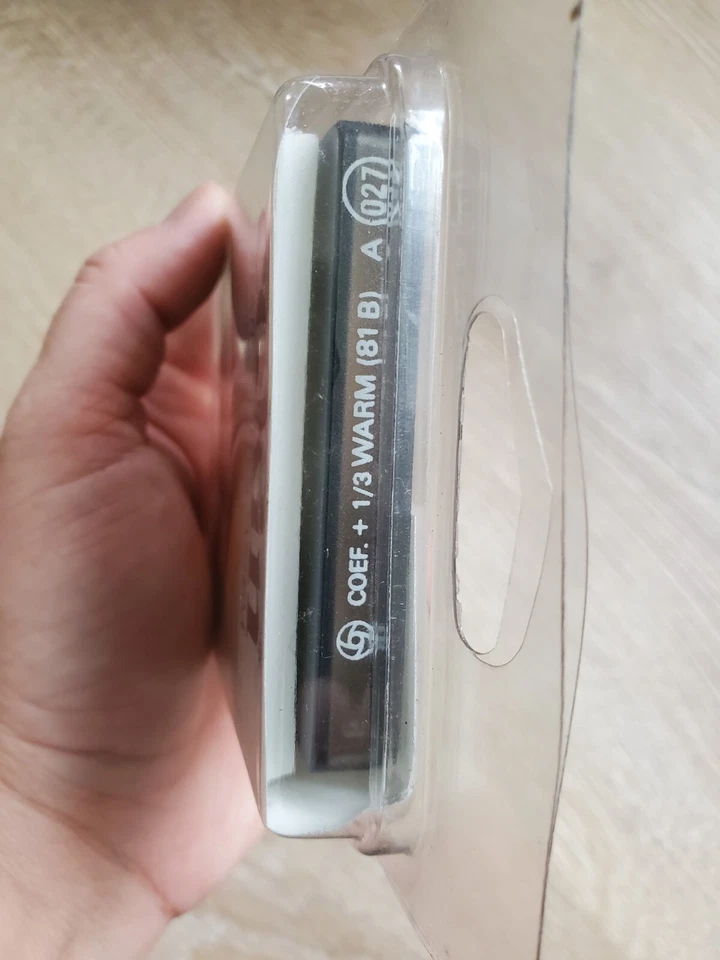 COEF. + 1/3 WARM (81 B) A 027